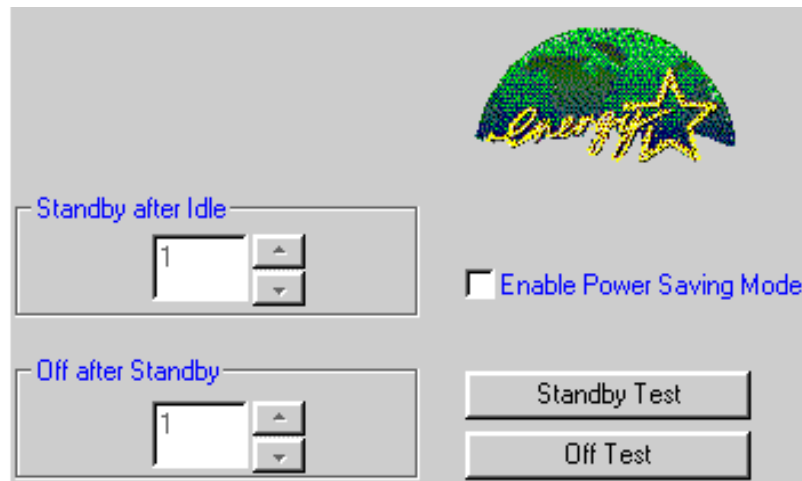 energy
Standby after Idle
1
Enable Power Saving Mode
Off after Standby
1
Standby Test
Off Test